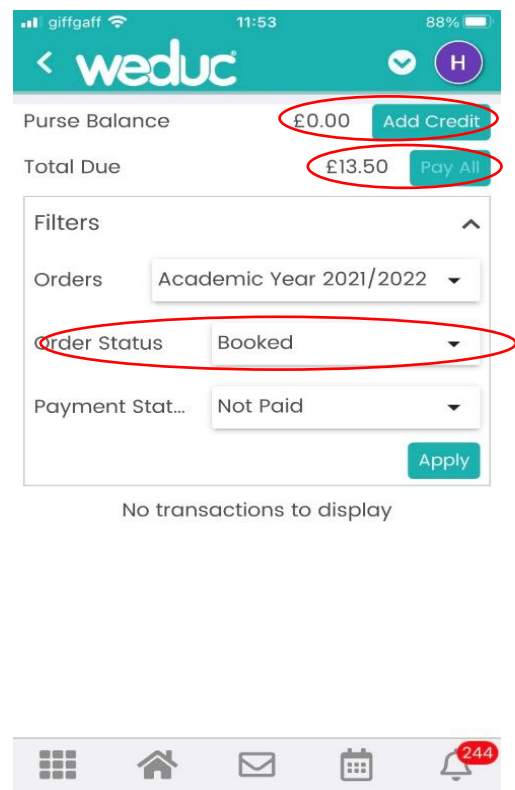 giffgaff 11:53 88%
weduc H
Purse Balance £0.00 Add Credit
Total Due £13.50 Pay All
Filters
Orders Academic Year 2021/2022
Order Status Booked
Payment Stat... Not Paid
Apply
No transactions to display
244